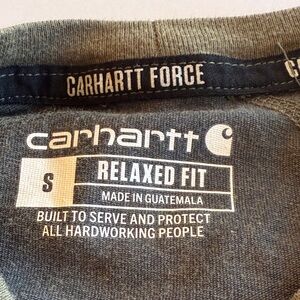 CARHARTT FORCE
carhartt
S
RELAXED FIT
MADE IN GUATEMALA
BUILT TO SERVE AND PROTECT
ALL HARDWORKING PEOPLE